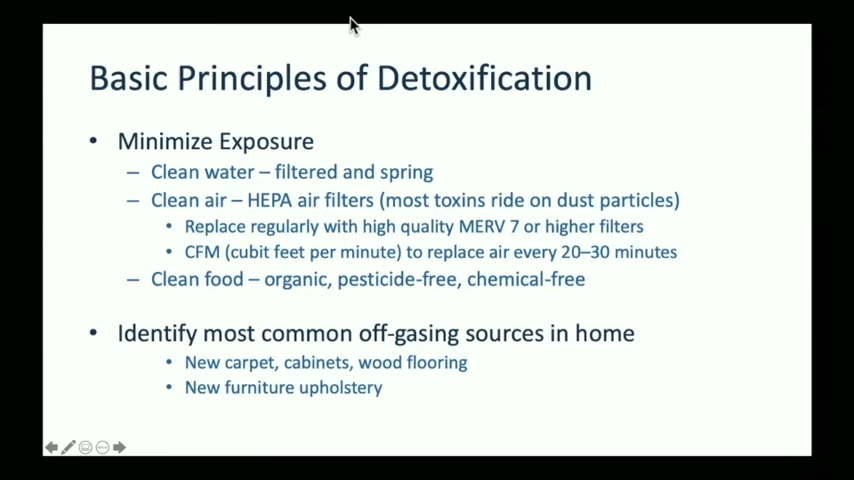 Basic Principles of Detoxification
• Minimize Exposure
– Clean water – filtered and spring
– Clean air – HEPA air filters (most toxins ride on dust particles)
• Replace regularly with high quality MERV 7 or higher filters
• CFM (cubit feet per minute) to replace air every 20–30 minutes
– Clean food – organic, pesticide-free, chemical-free
• Identify most common off-gasing sources in home
• New carpet, cabinets, wood flooring
• New furniture upholstery